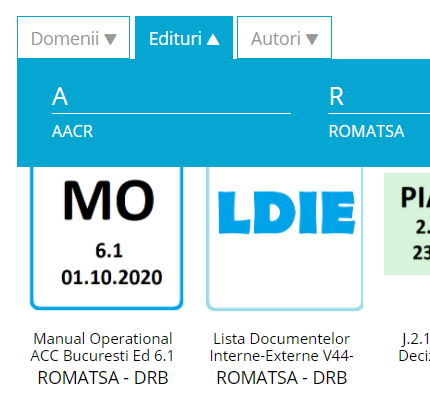 Domenii ▼ Edituri ▲ Autori ▼
A R
AACR ROMATSA
MO
6.1
01.10.2020
LDIE
2.
23
Manual Operational
ACC Bucuresti Ed 6.1
ROMATSA - DRB
Lista Documentelor
Interne-Externe V44-
ROMATSA - DRB
J.2.1
Deciz
ROM